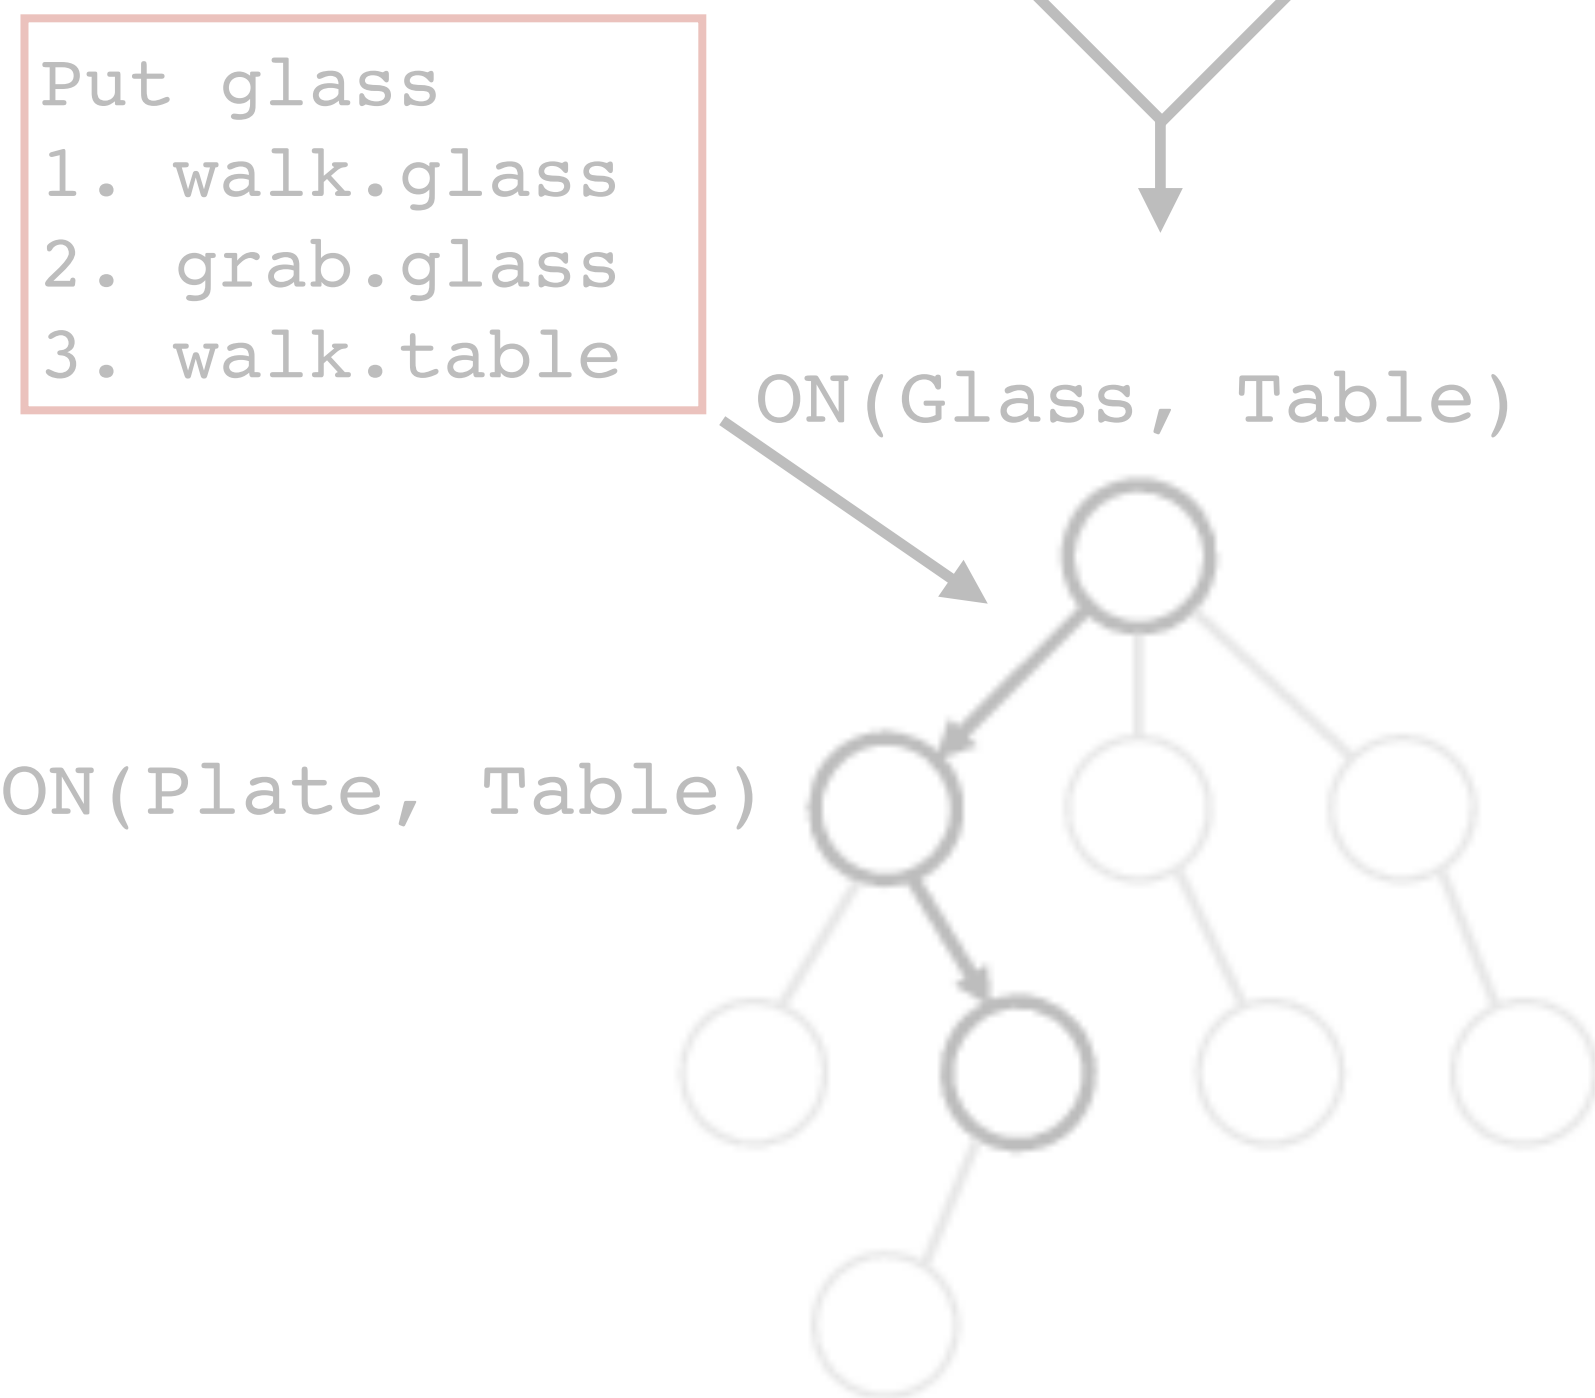 Put glass
1. walk.glass
2. grab.glass
3. walk.table
ON(Glass, Table)
ON(Plate, Table)